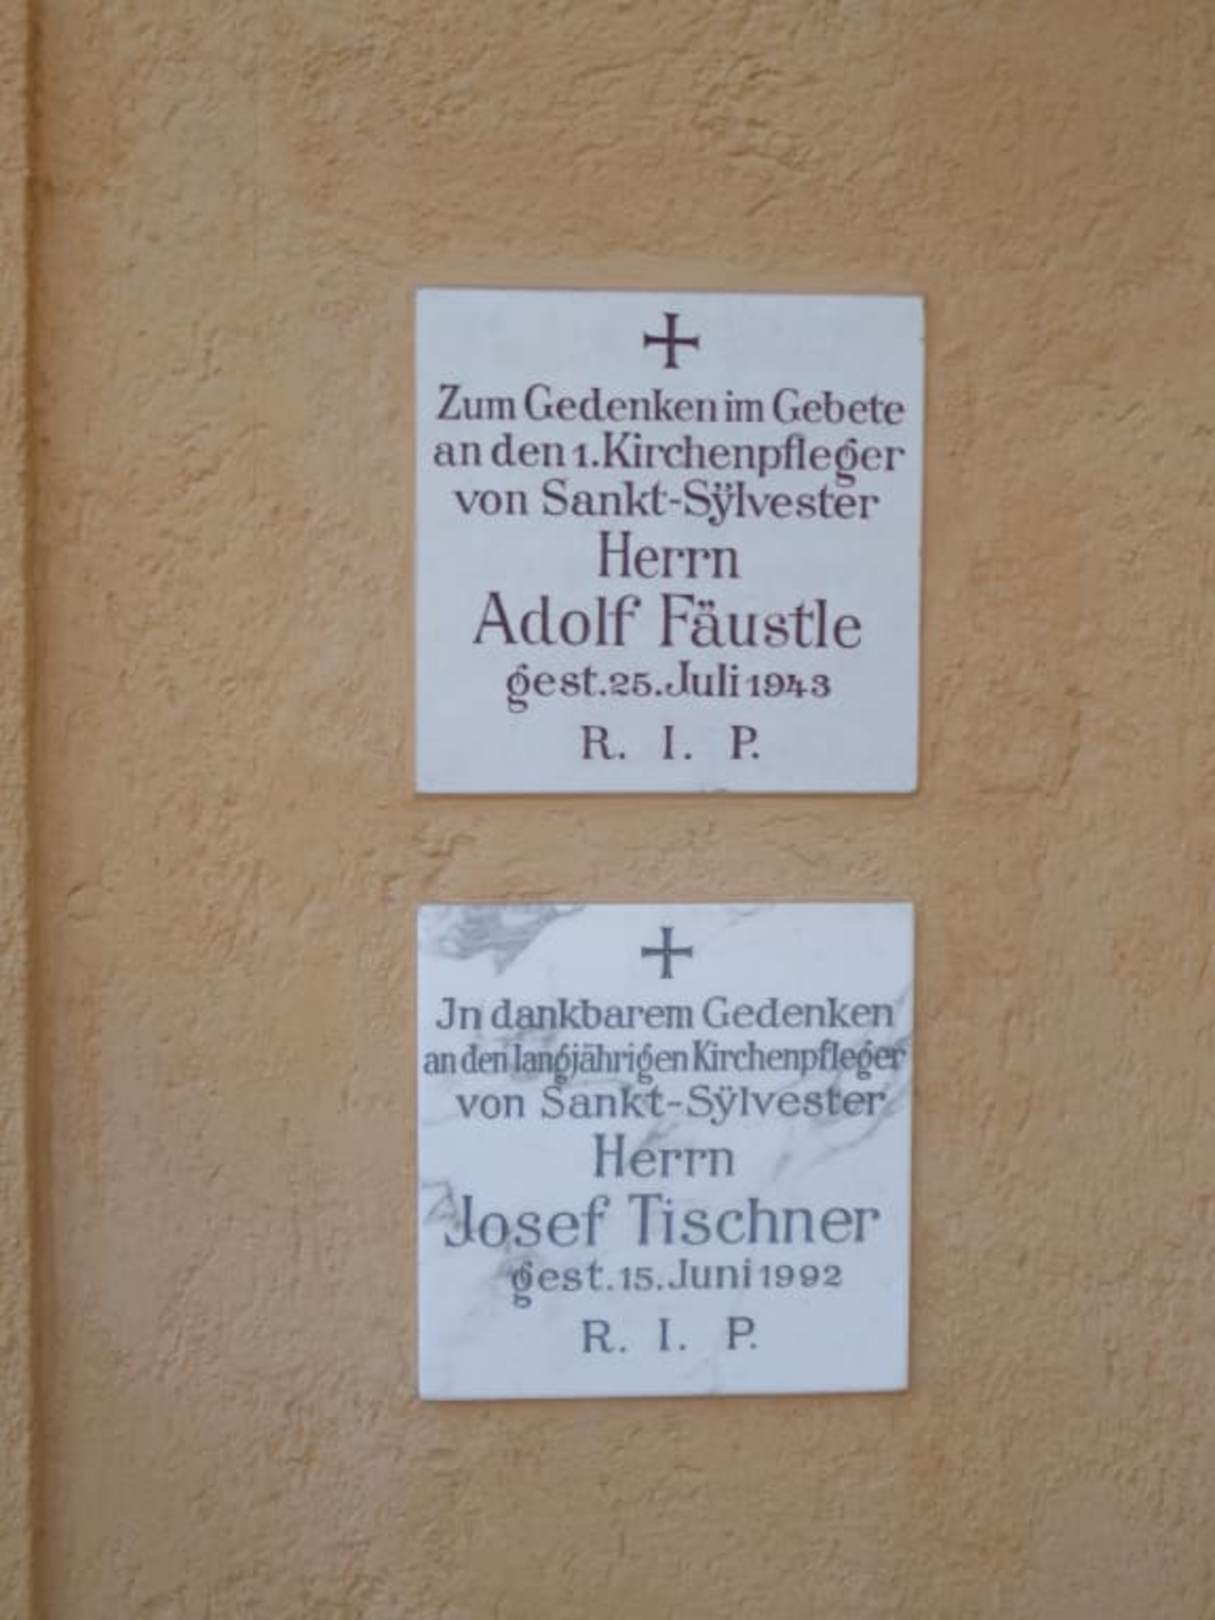 Zum Gedenken im Gebete
an den 1. Kirchenpfleger
von Sankt-Sÿlvester
Herrn
Adolf Fäustle
gest. 25. Juli 1943
R. I. P.
Jn dankbarem Gedenken
an den langjährigen Kirchenpfleger
von Sankt-Sÿlvester
Herrn
Josef Tischner
gest. 15. Juni 1992
R. I. P.